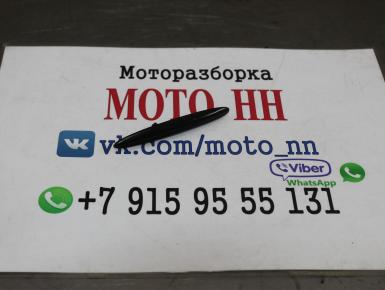 Моторазборка
МОТО НН
vk.com/moto_nn
Viber
WhatsApp
+7 915 95 55 131